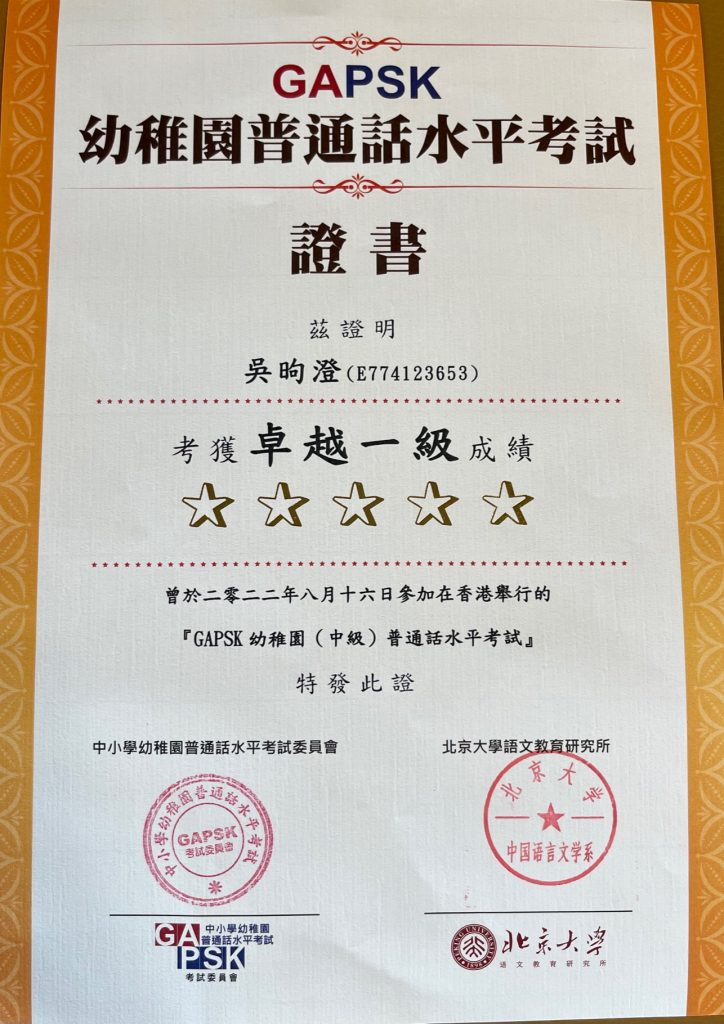 GAPSK
幼稚園普通話水平考試
證書
茲證明
吳昫澄(E774123653)
考獲卓越一級成績
曾於二零二二年八月十六日參加在香港舉行的
『GAPSK 幼稚園（中級）普通話水平考試』
特發此證
中小學幼稚園普通話水平考試委員會
北京大學語文教育研究所
中小學幼稚園普通話水平考試
GAPSK
考試委員會
北京大学
中国语言文学系
GAPSK
中小學幼稚園
普通話水平考試
考試委員會
PEKING UNIVERSITY
1898
北京大學
語文教育研究所